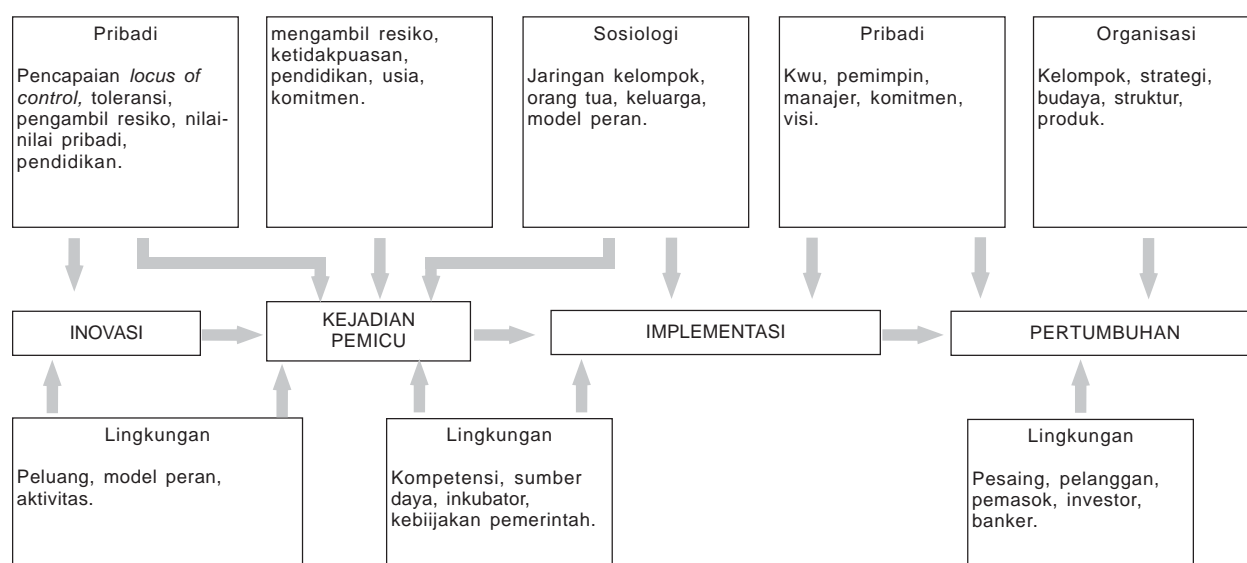 Pribadi
Pencapaian locus of
control, toleransi,
pengambil resiko, nilai-
nilai pribadi,
pendidikan.
mengambil resiko,
ketidakpuasan,
pendidikan, usia,
komitmen.
Sosiologi
Jaringan kelompok,
orang tua, keluarga,
model peran.
Pribadi
Kwu, pemimpin,
manajer, komitmen,
visi.
Organisasi
Kelompok, strategi,
budaya, struktur,
produk.
INOVASI
KEJADIAN
PEMICU
IMPLEMENTASI
PERTUMBUHAN
Lingkungan
Peluang, model peran,
aktivitas.
Lingkungan
Kompetensi, sumber
daya, inkubator,
kebiijakan pemerintah.
Lingkungan
Pesaing, pelanggan,
pemasok, investor,
banker.